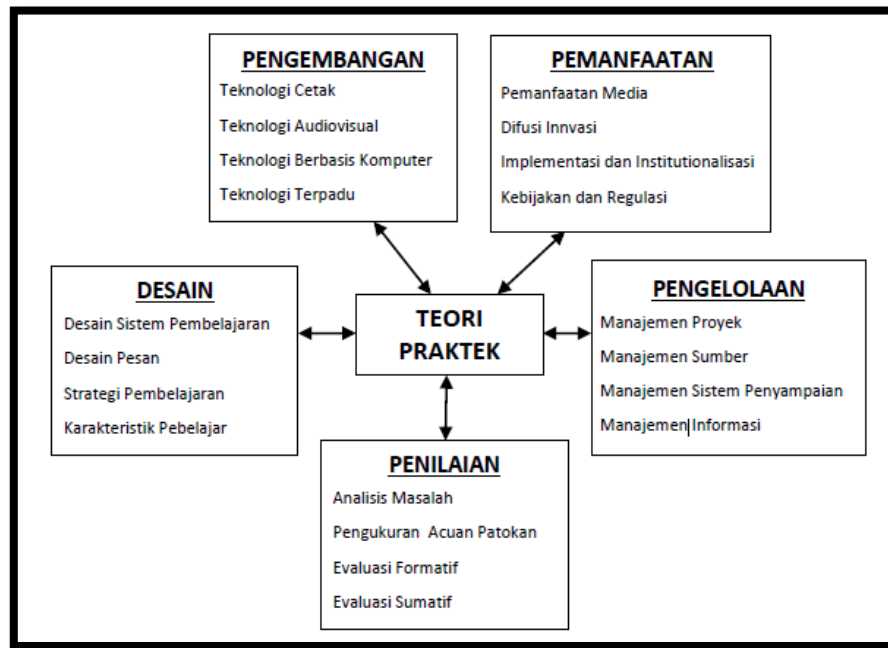 PENGEMBANGAN
Teknologi Cetak
Teknologi Audiovisual
Teknologi Berbasis Komputer
Teknologi Terpadu
PEMANFAATAN
Pemanfaatan Media
Difusi Innvasi
Implementasi dan Institutionalisasi
Kebijakan dan Regulasi
DESAIN
Desain Sistem Pembelajaran
Desain Pesan
Strategi Pembelajaran
Karakteristik Pebelajar
TEORI
PRAKTEK
PENGELOLAAN
Manajemen Proyek
Manajemen Sumber
Manajemen Sistem Penyampaian
Manajemen Informasi
PENILAIAN
Analisis Masalah
Pengukuran Acuan Patokan
Evaluasi Formatif
Evaluasi Sumatif